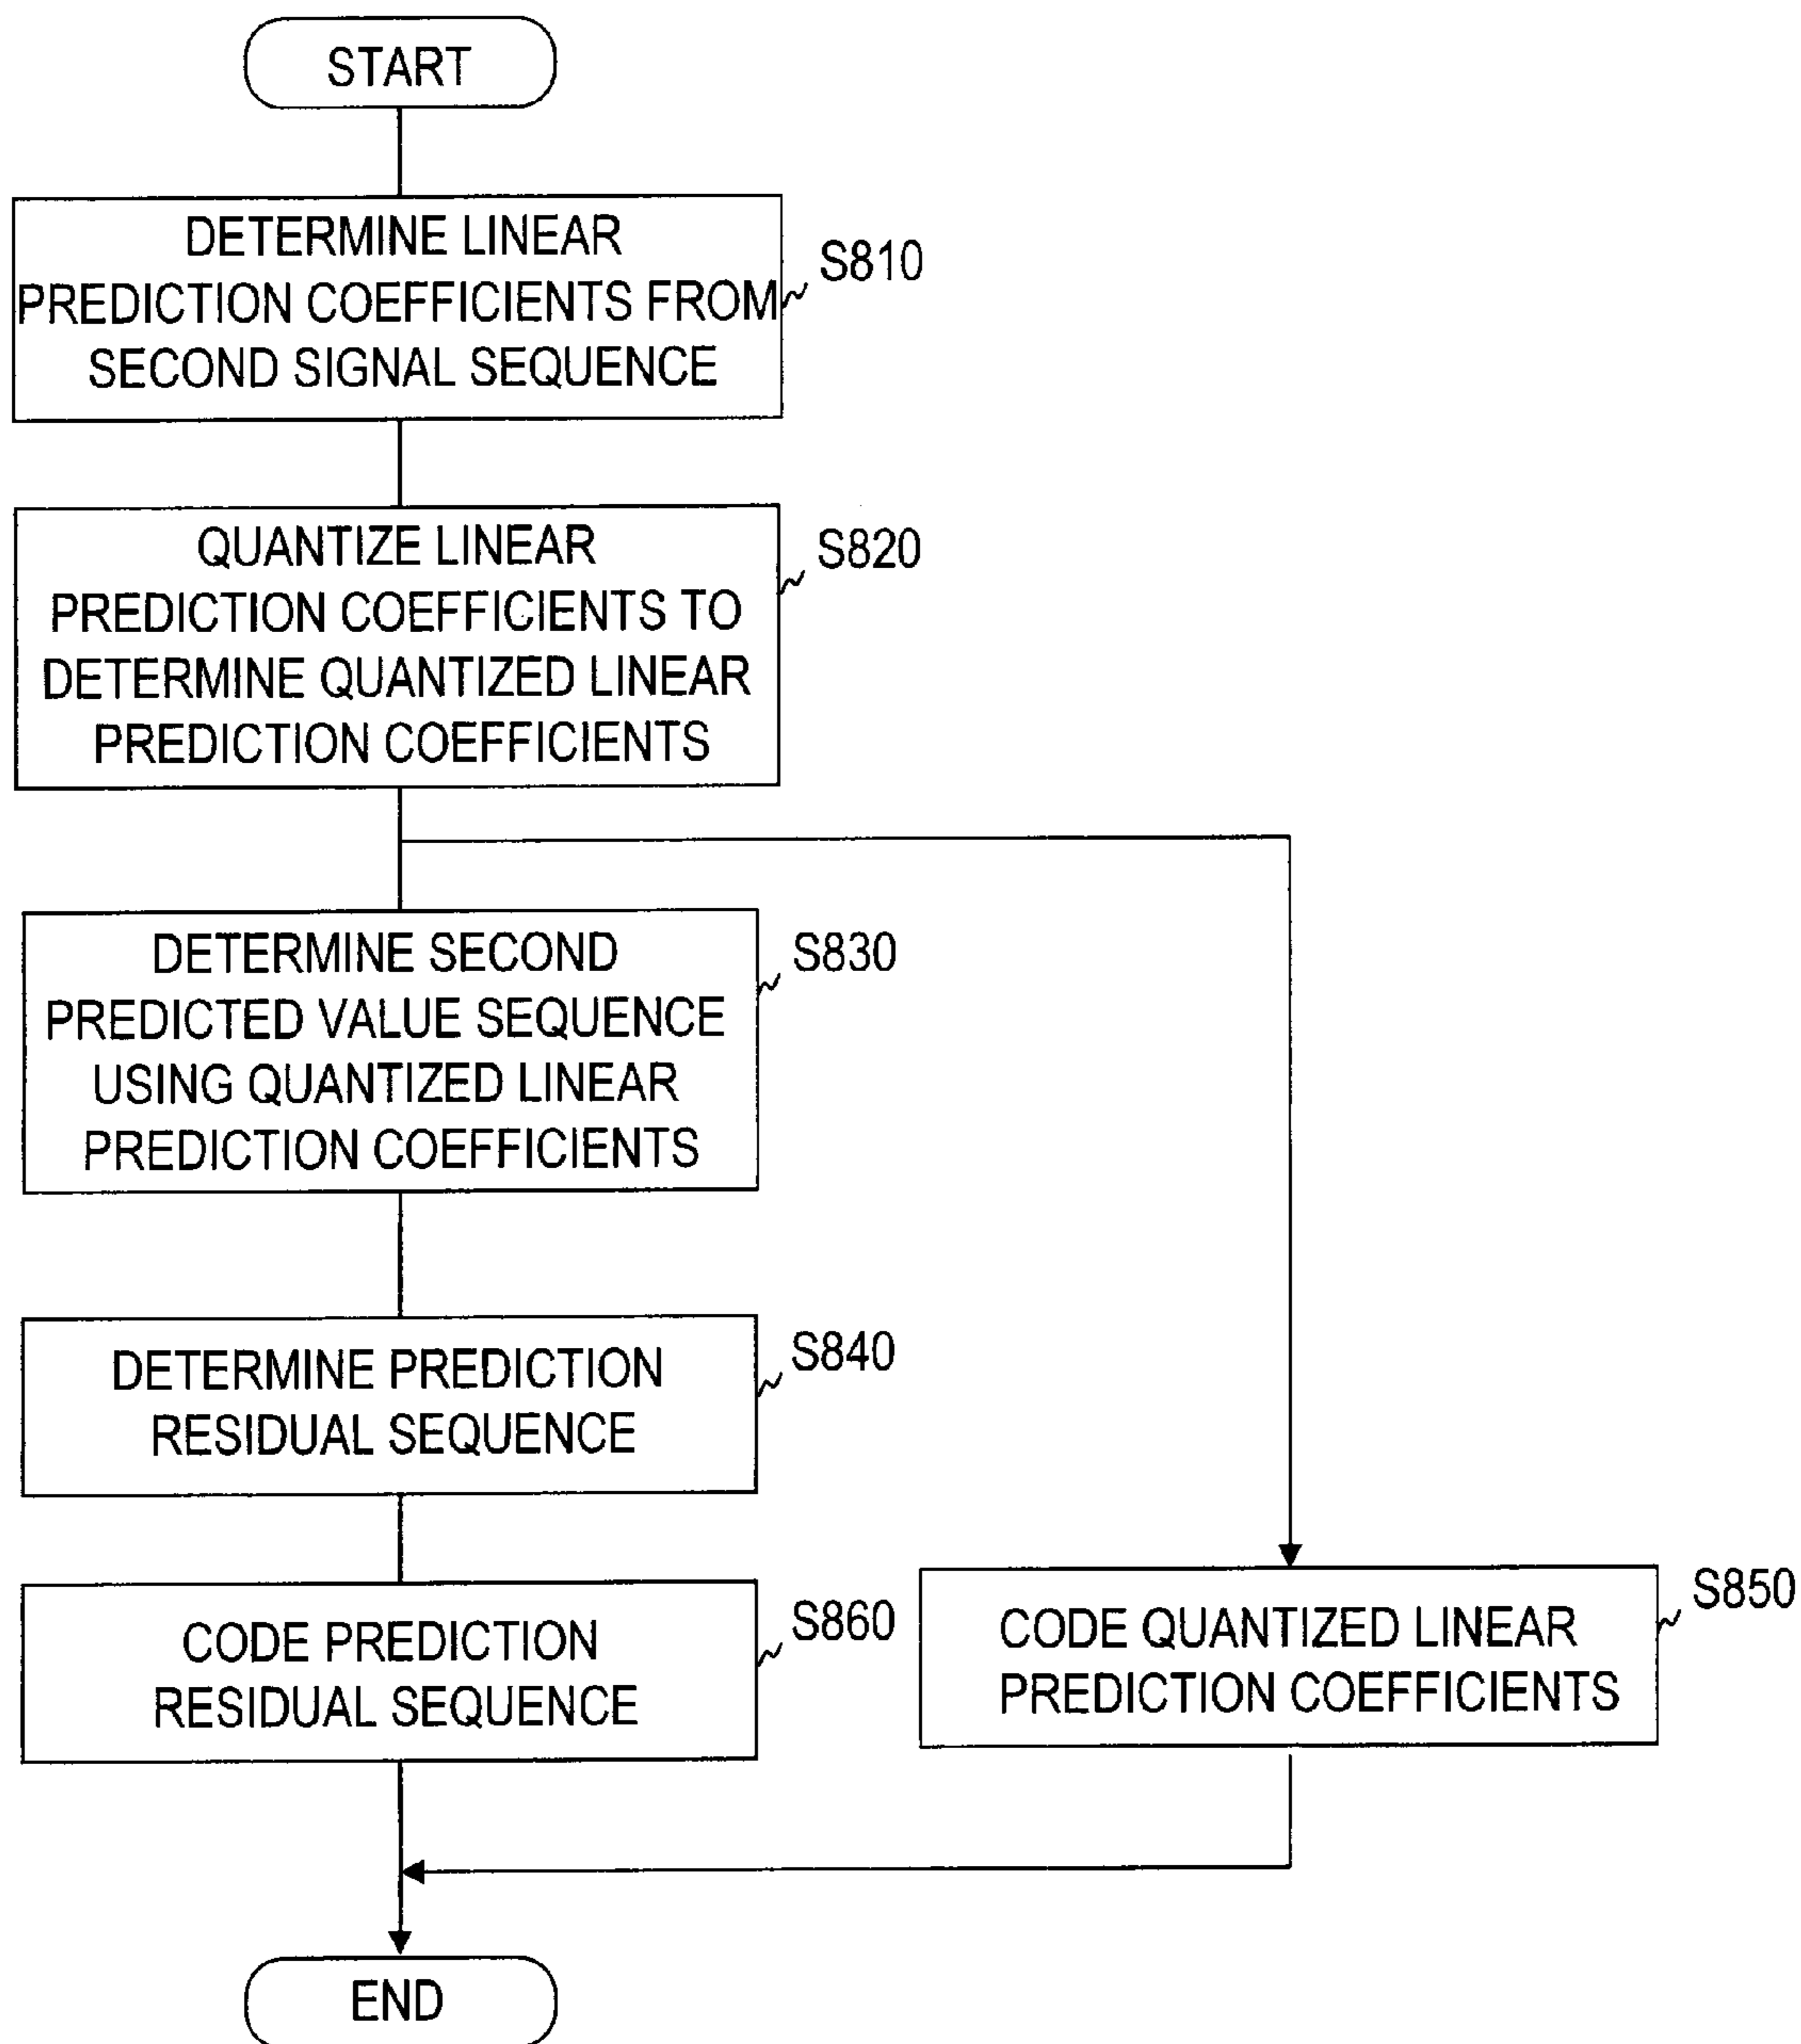 START
DETERMINE LINEAR
PREDICTION COEFFICIENTS FROM
SECOND SIGNAL SEQUENCE
S810
QUANTIZE LINEAR
PREDICTION COEFFICIENTS TO
DETERMINE QUANTIZED LINEAR
PREDICTION COEFFICIENTS
S820
DETERMINE SECOND
PREDICTED VALUE SEQUENCE
USING QUANTIZED LINEAR
PREDICTION COEFFICIENTS
S830
DETERMINE PREDICTION
RESIDUAL SEQUENCE
S840
CODE PREDICTION
RESIDUAL SEQUENCE
S860
CODE QUANTIZED LINEAR
PREDICTION COEFFICIENTS
S850
END